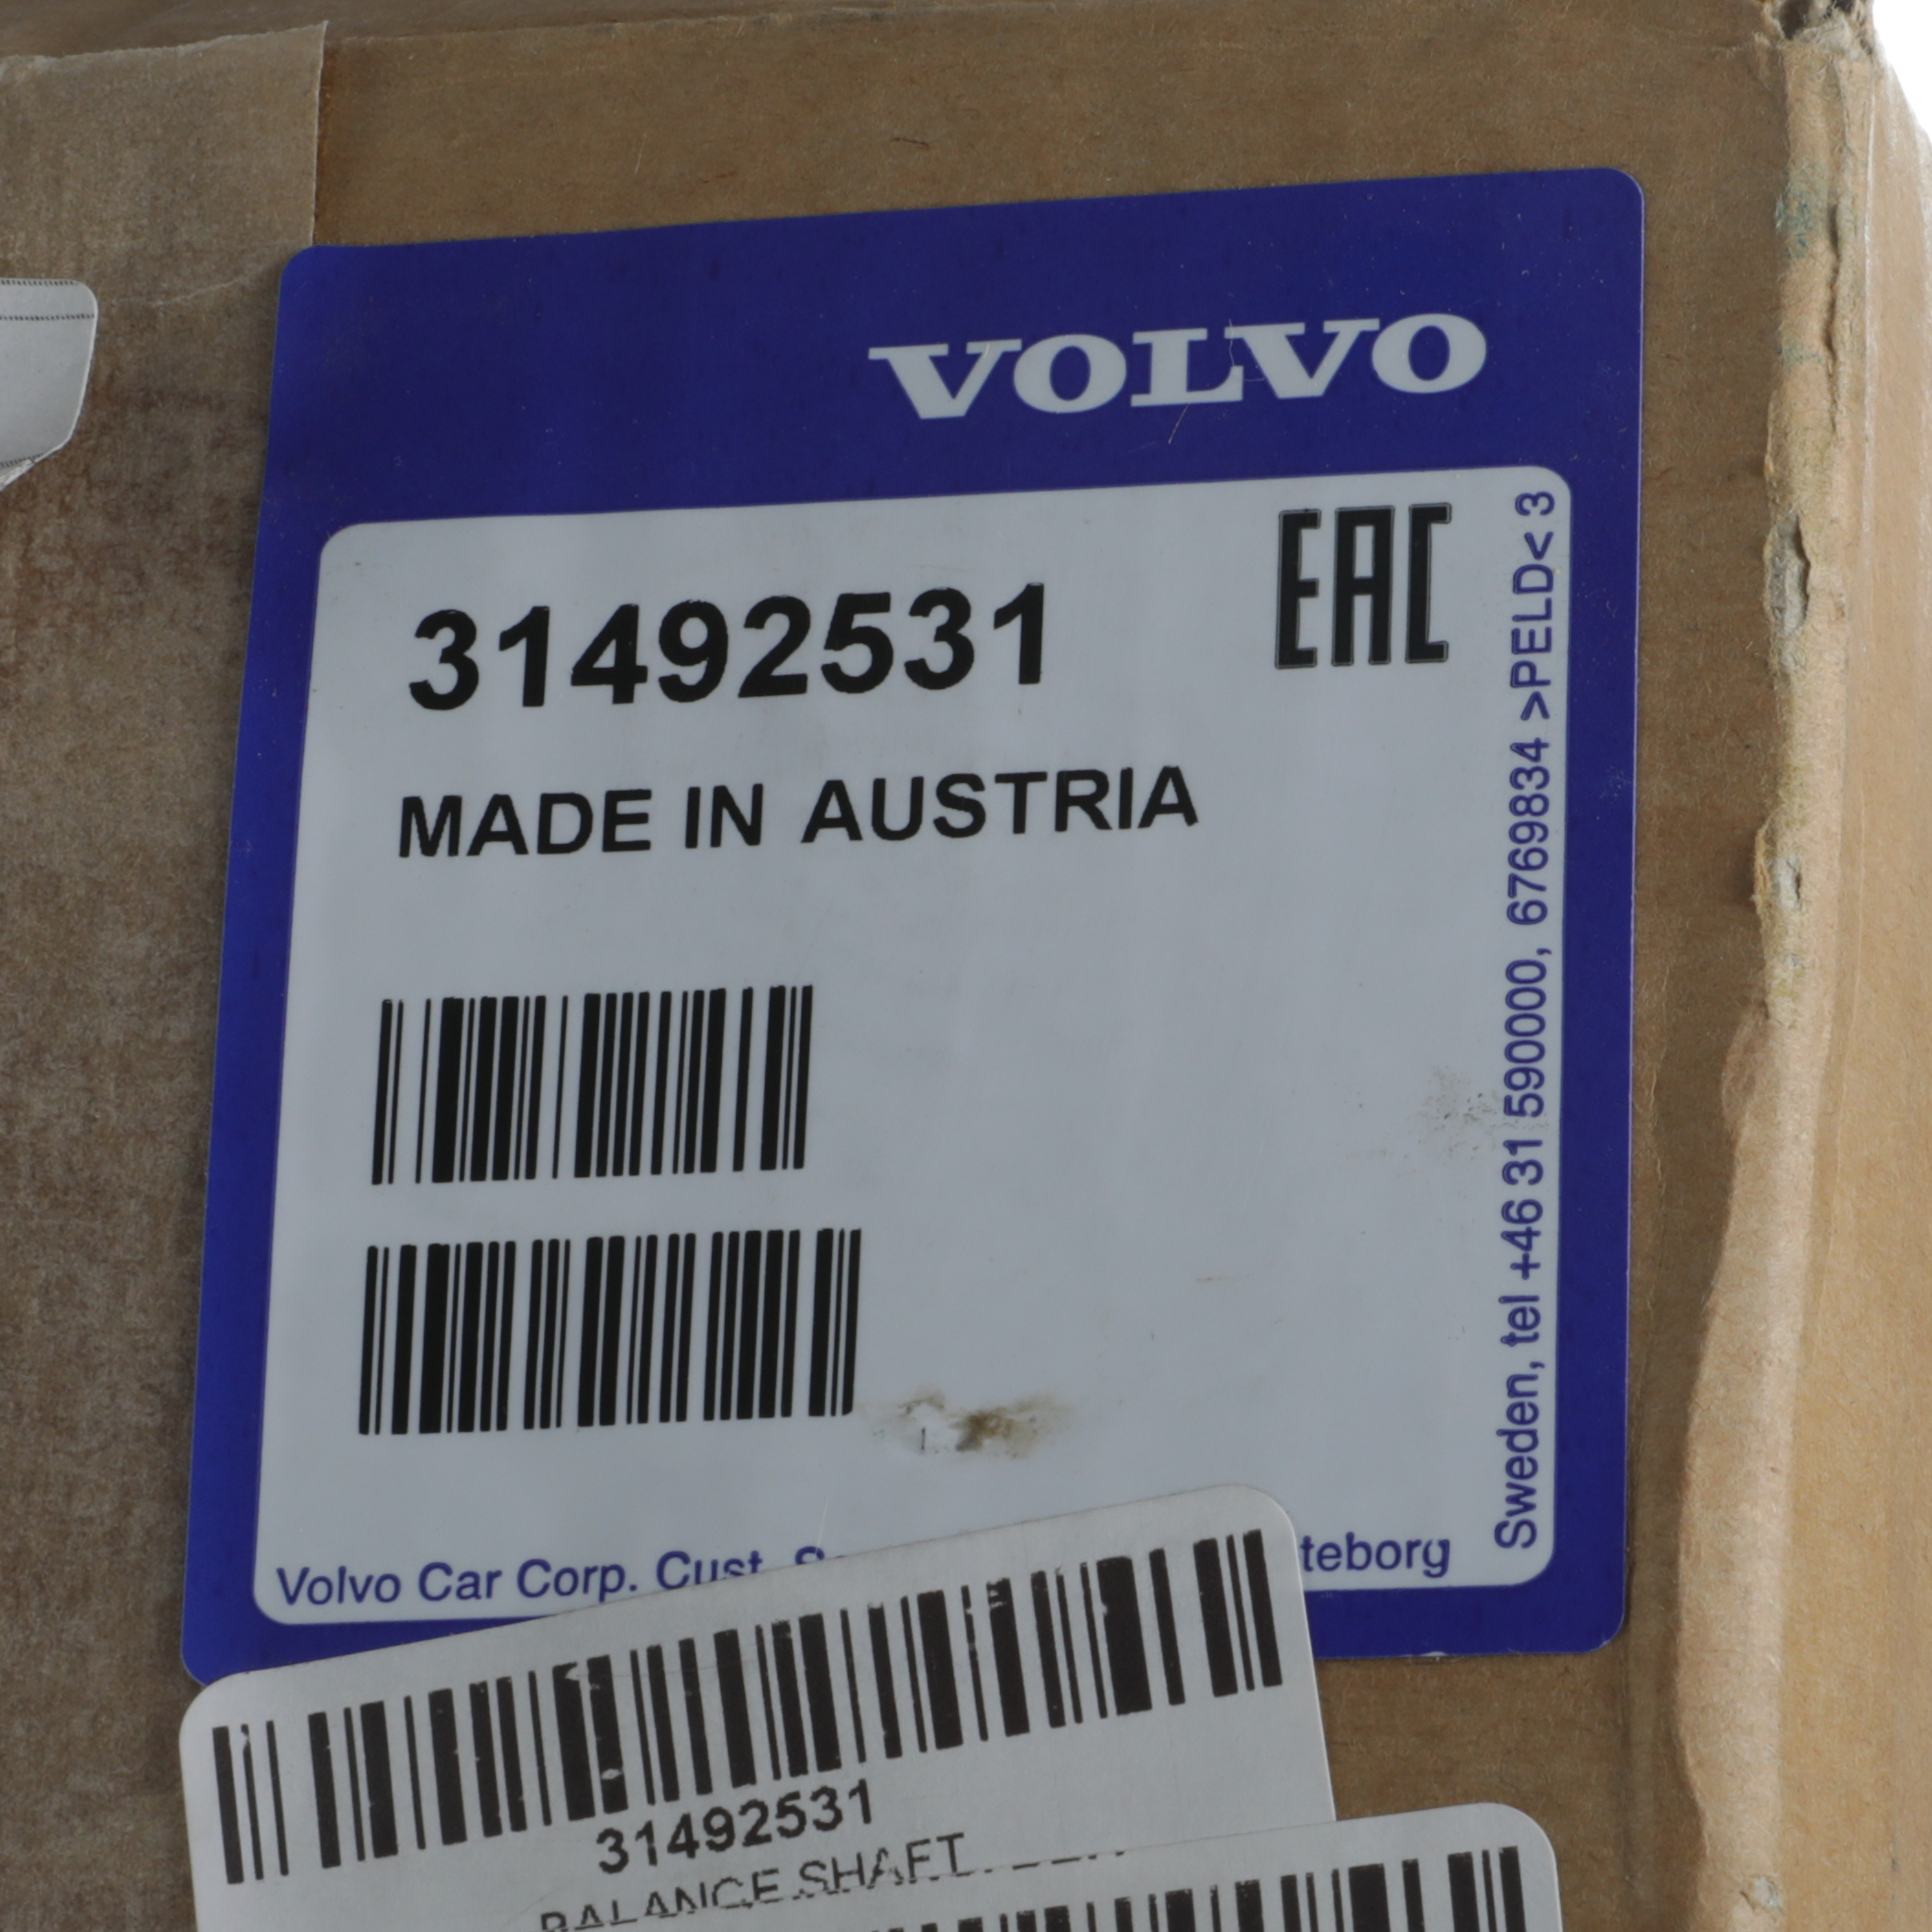 VOLVO
31492531
EAC
MADE IN AUSTRIA
Sweden, tel +46 31 590000, 6769834 >PELD< 3
Volvo Car Corp. Cust. teborg
31492531
BALANCE SHAFT